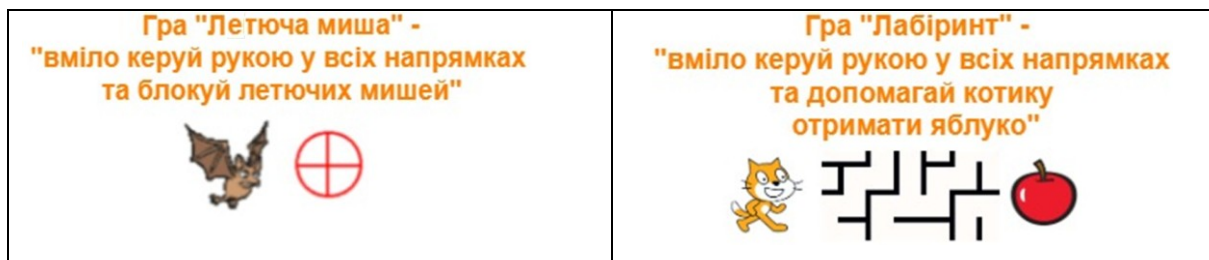 Гра "Летюча миша" -
"вміло керуй рукою у всіх напрямках
та блокуй летючих мишей"
Гра "Лабіринт" -
"вміло керуй рукою у всіх напрямках
та допомагай котику
отримати яблуко"